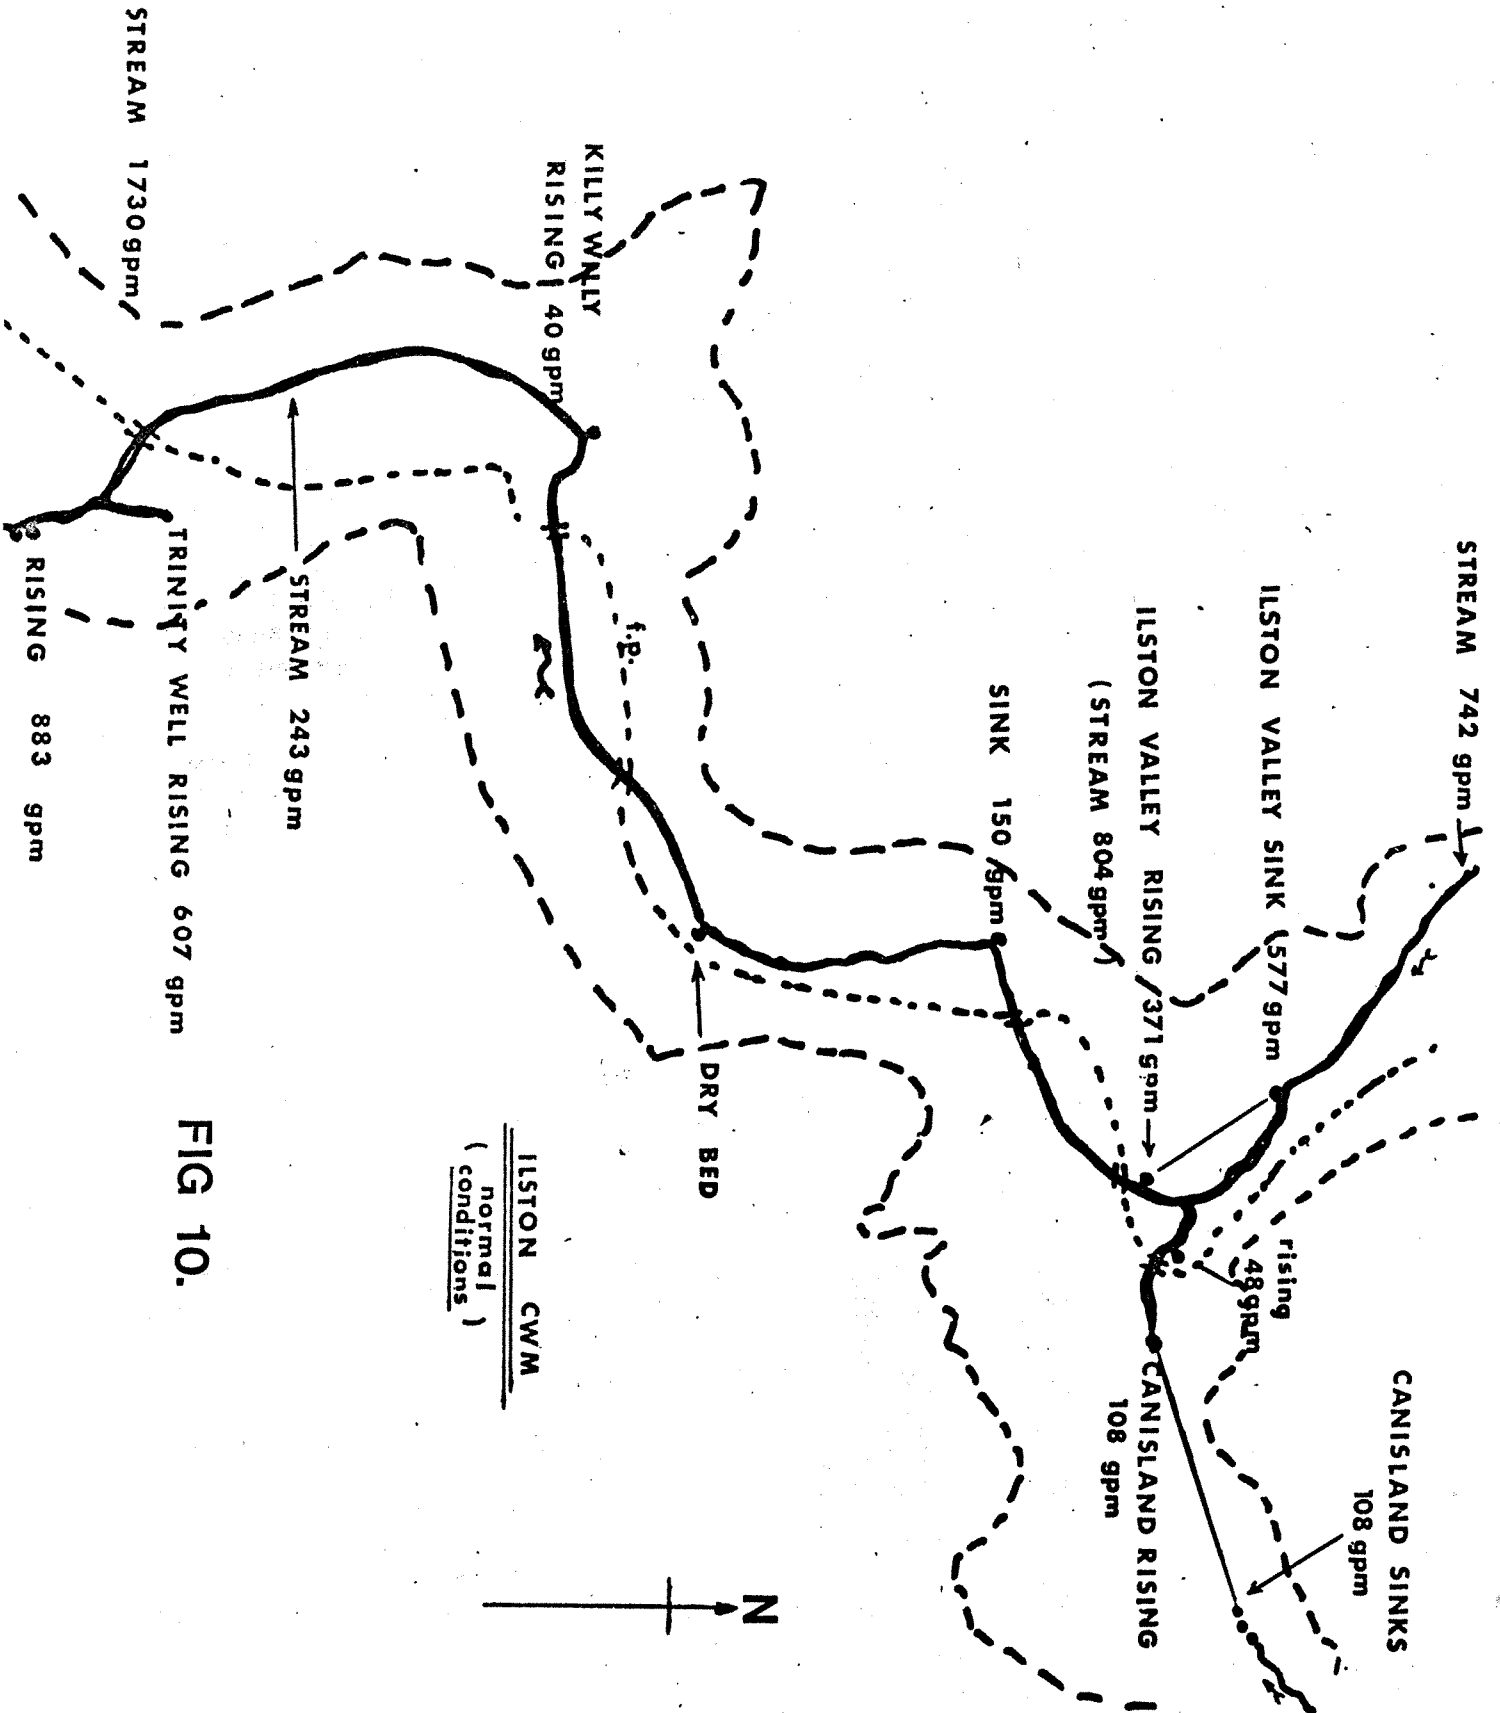 STREAM 742 gpm
ILSTON VALLEY SINK 577 gpm
ILSTON VALLEY RISING 371 gpm
(STREAM 804 gpm)
SINK 150 gpm
rising
48 gpm
CANISLAND SINKS
108 gpm
CANISLAND RISING
108 gpm
DRY BED
N
f.p.
KILLY WNLLY
RISING 40 gpm
STREAM 243 gpm
STREAM 1730 gpm
TRINITY WELL RISING 607 gpm
RISING 883 gpm
ILSTON CWM
( normal
conditions )
FIG 10.